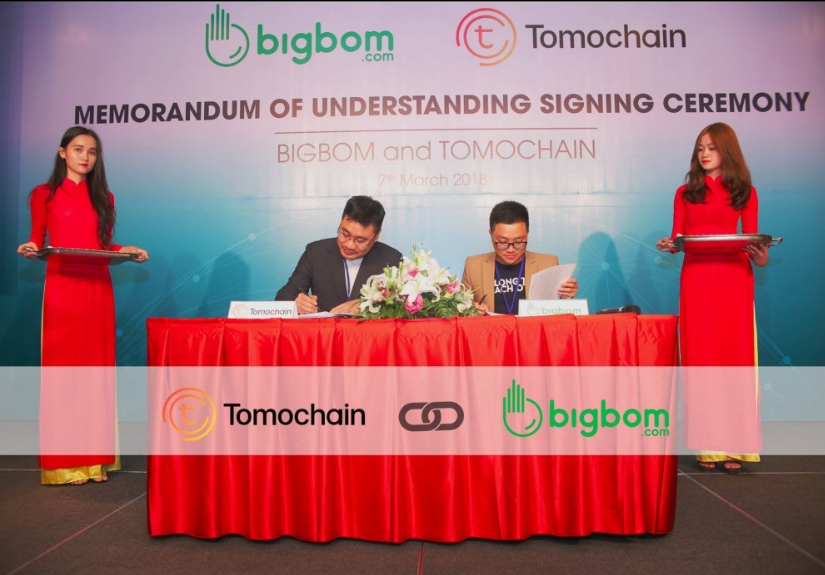 bigbom
.com
Tomochain
MEMORANDUM OF UNDERSTANDING SIGNING CEREMONY
BIGBOM and TOMOCHAIN
7th March 2018
Tomochain
bigbom
Tomochain
bigbom
.com